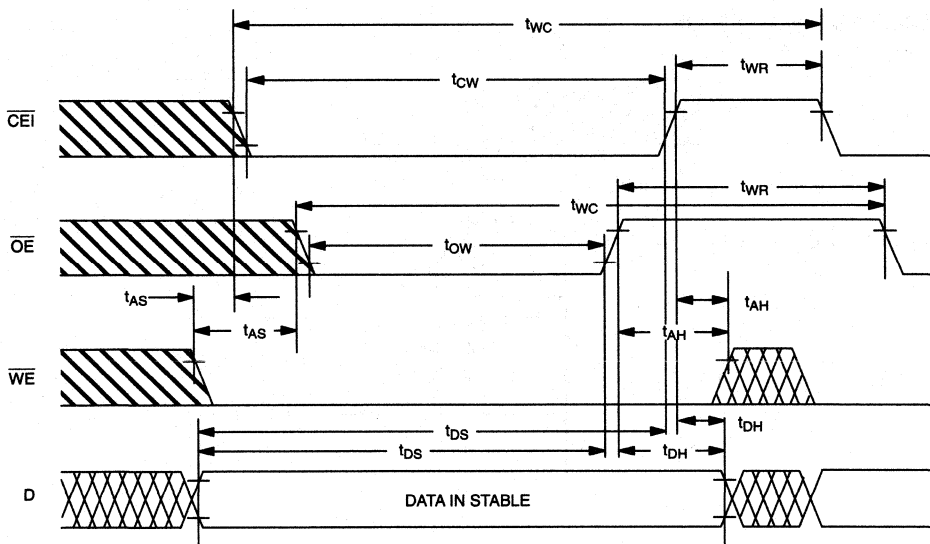 tWC
tCW
tWR
CEI
tWR
tWC
OE
tOW
tAS
tAH
tAS
tAH
WE
tDS
tDH
tDS
tDH
D
DATA IN STABLE